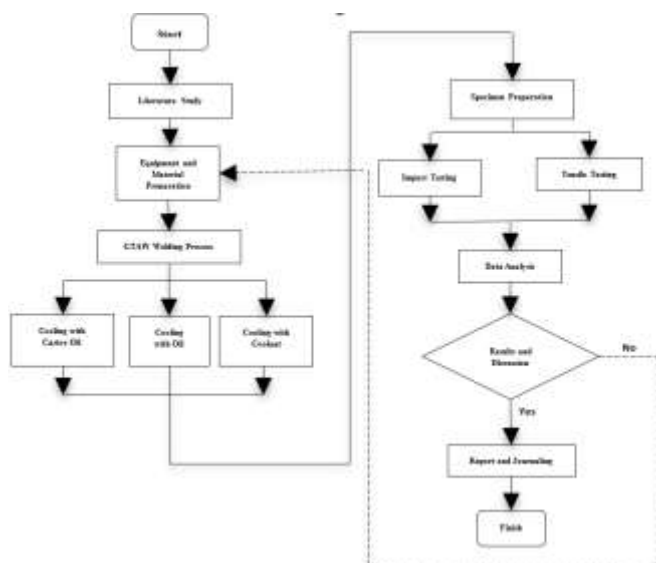 Start
Literature Study
Equipment and
Material
Preparation
GTAW Welding Process
Cooling with
Castor Oil
Cooling
with Oil
Cooling with
Coolant
Specimen Preparation
Impact Testing
Tensile Testing
Data Analysis
Results and
Discussion
No
Yes
Report and Journaling
Finish